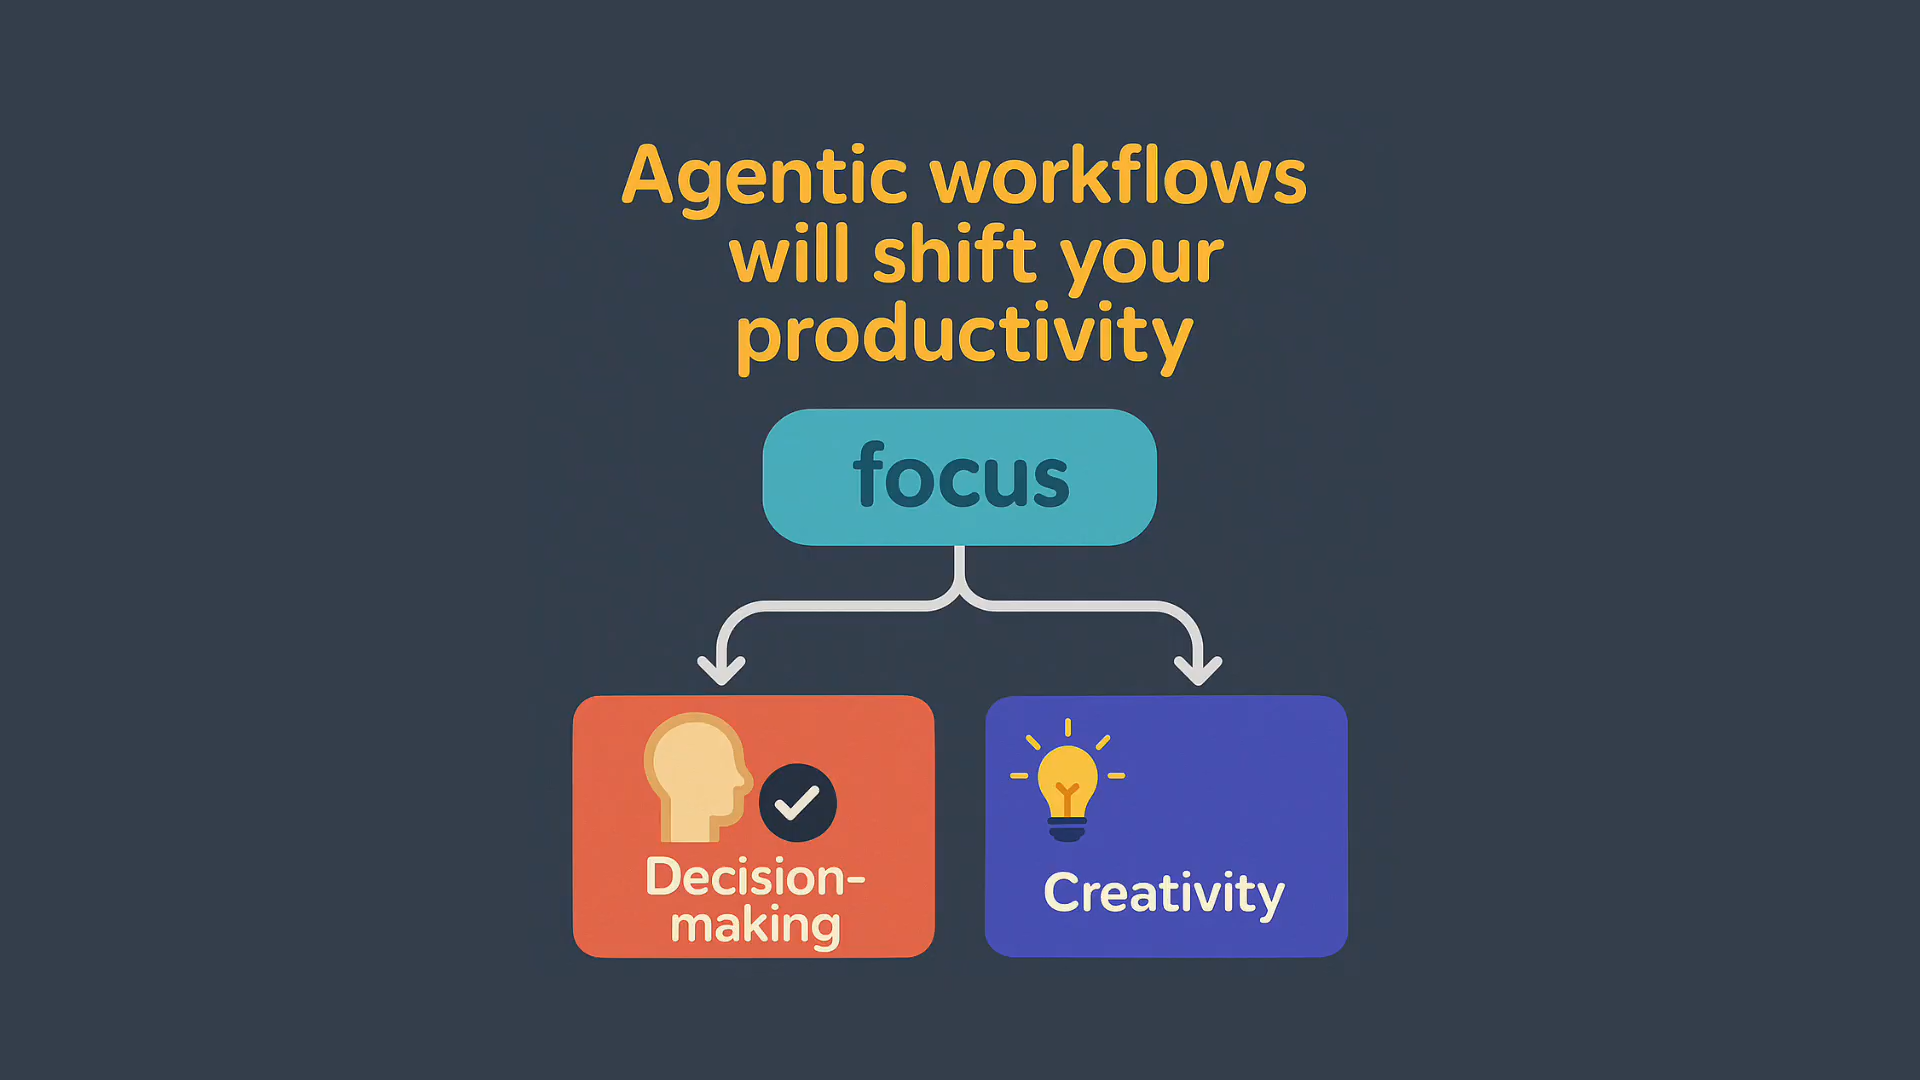 Agentic workflows
will shift your
productivity
focus
Decision-
making
Creativity